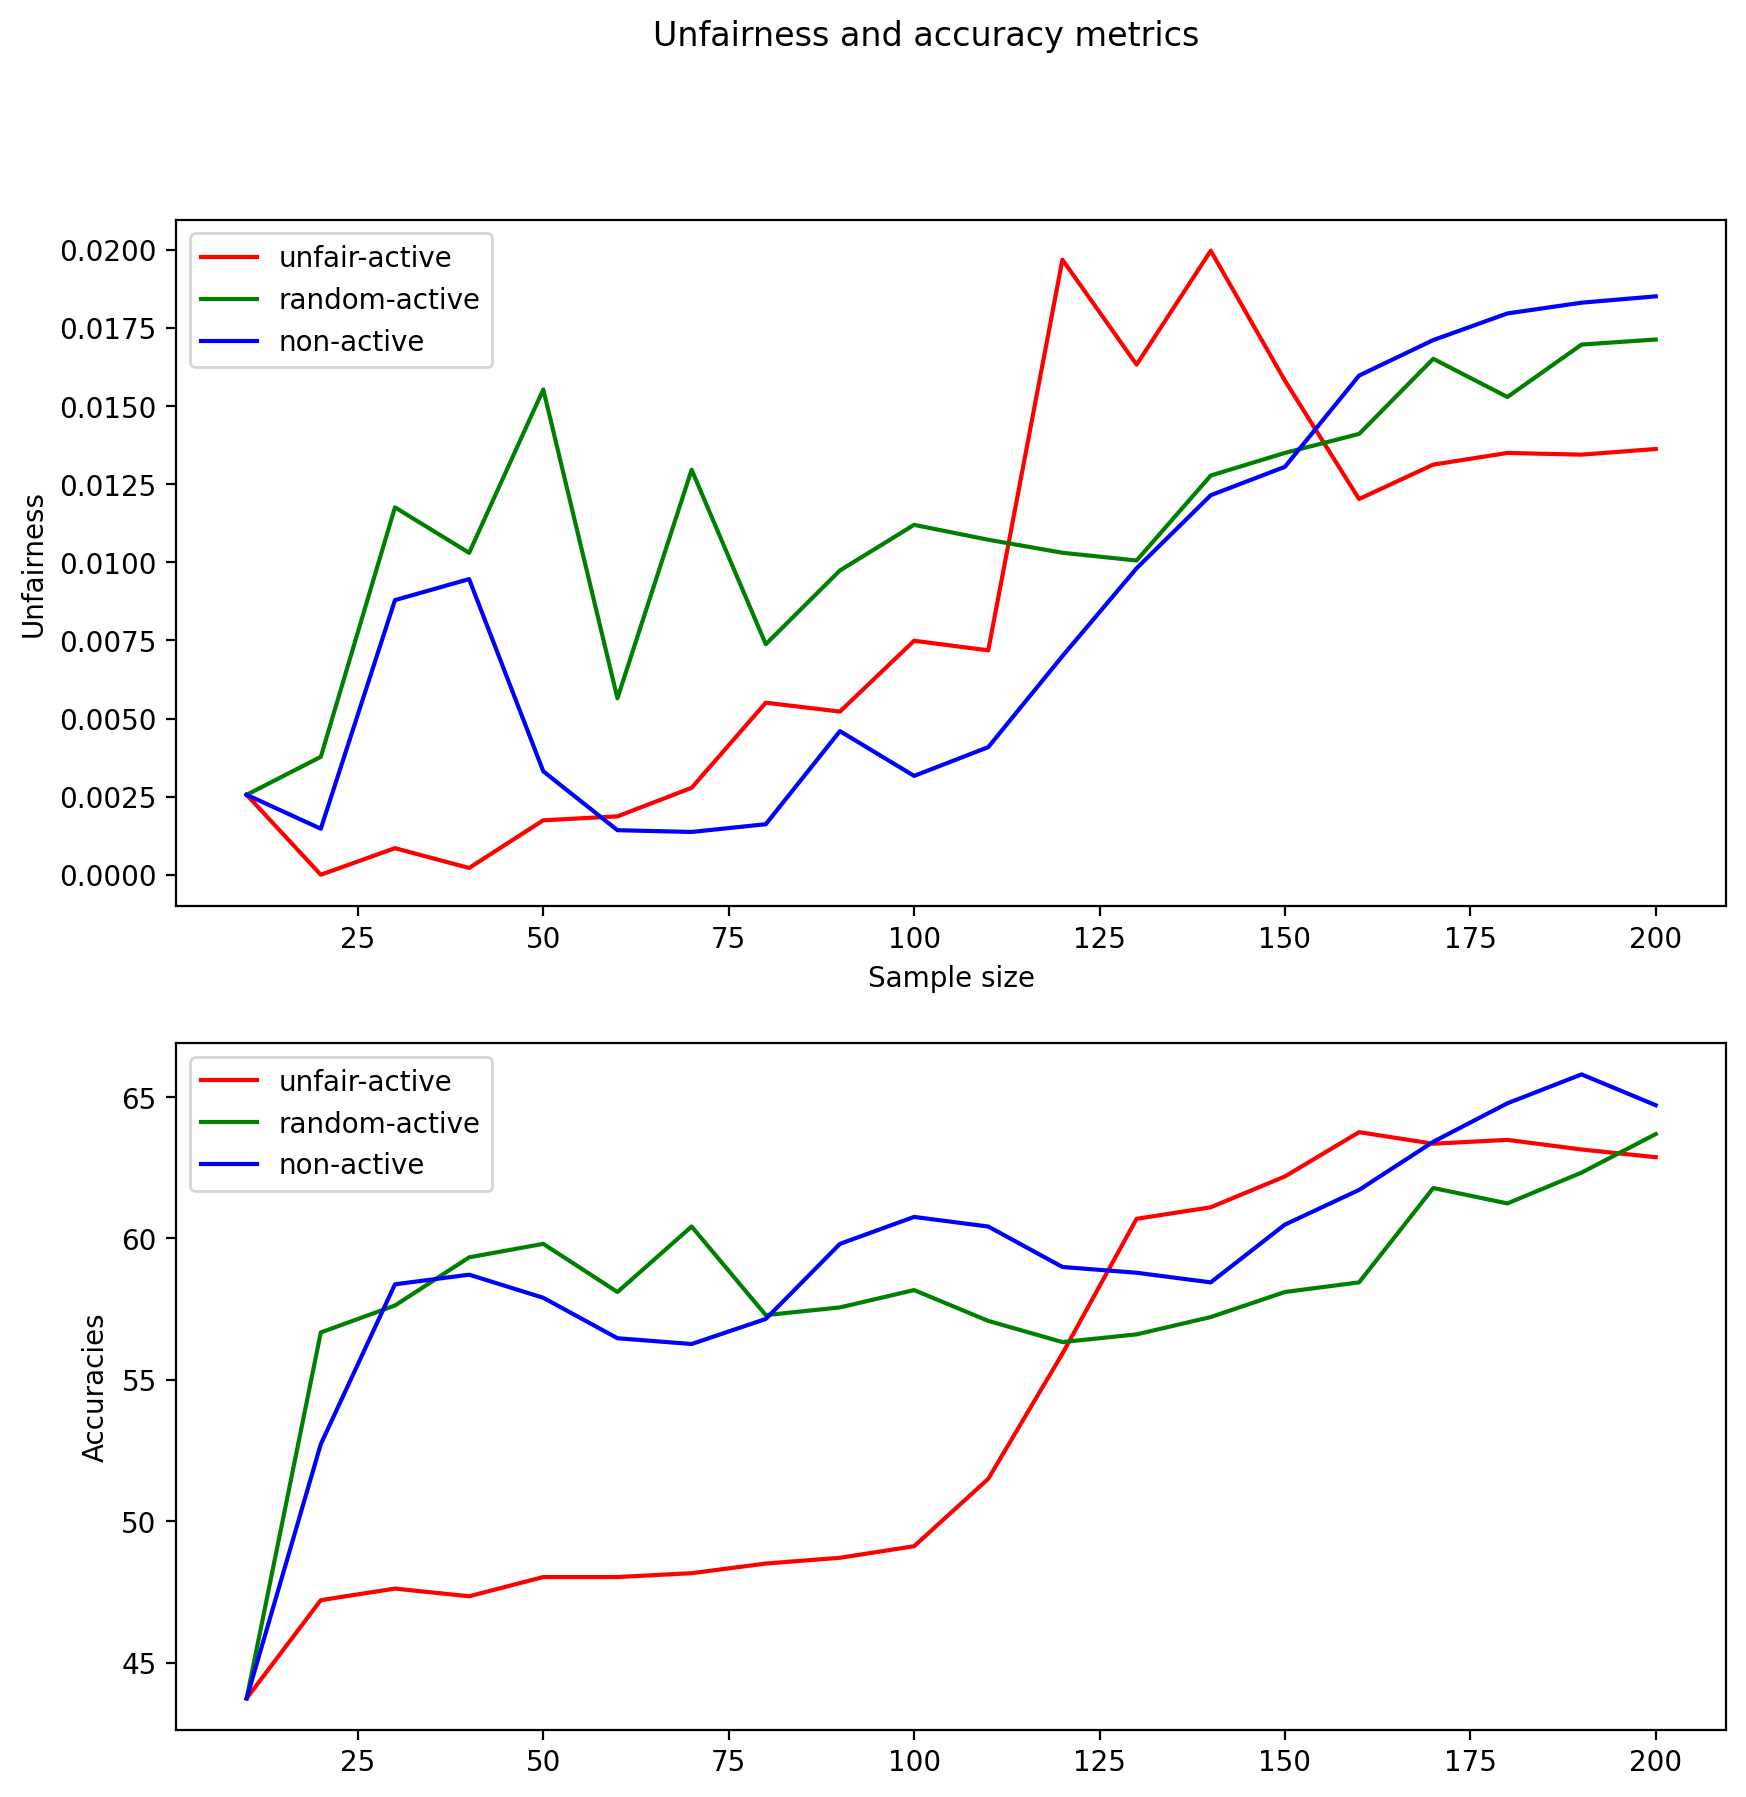 Unfairness and accuracy metrics
unfair-active
random-active
non-active
0.0200
0.0175
0.0150
0.0125
0.0100
0.0075
0.0050
0.0025
0.0000
Unfairness
25 50 75 100 125 150 175 200
Sample size
unfair-active
random-active
non-active
65
60
55
50
45
Accuracies
25 50 75 100 125 150 175 200